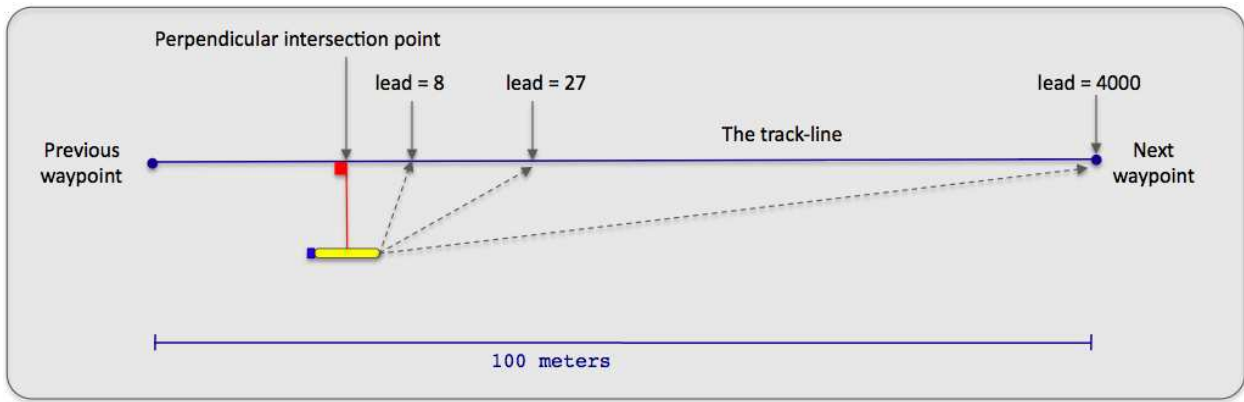 Perpendicular intersection point
lead = 8
lead = 27
lead = 4000
The track-line
Previous
waypoint
Next
waypoint
100 meters